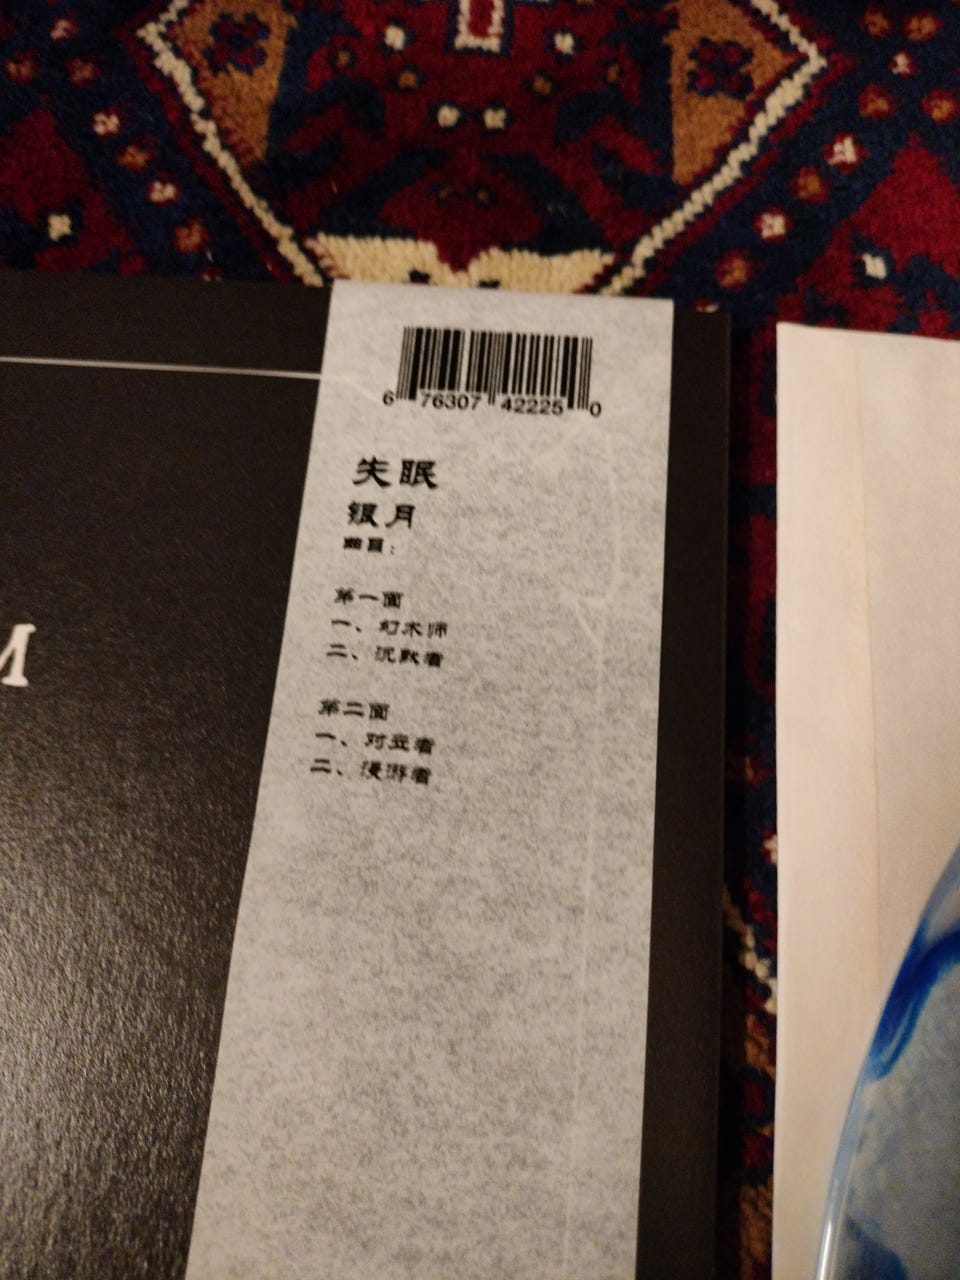 6 76307 42225 0
失眠
银月
曲目：
第一面
一、幻术师
二、沉默者
第二面
一、对立者
二、漫游者
M